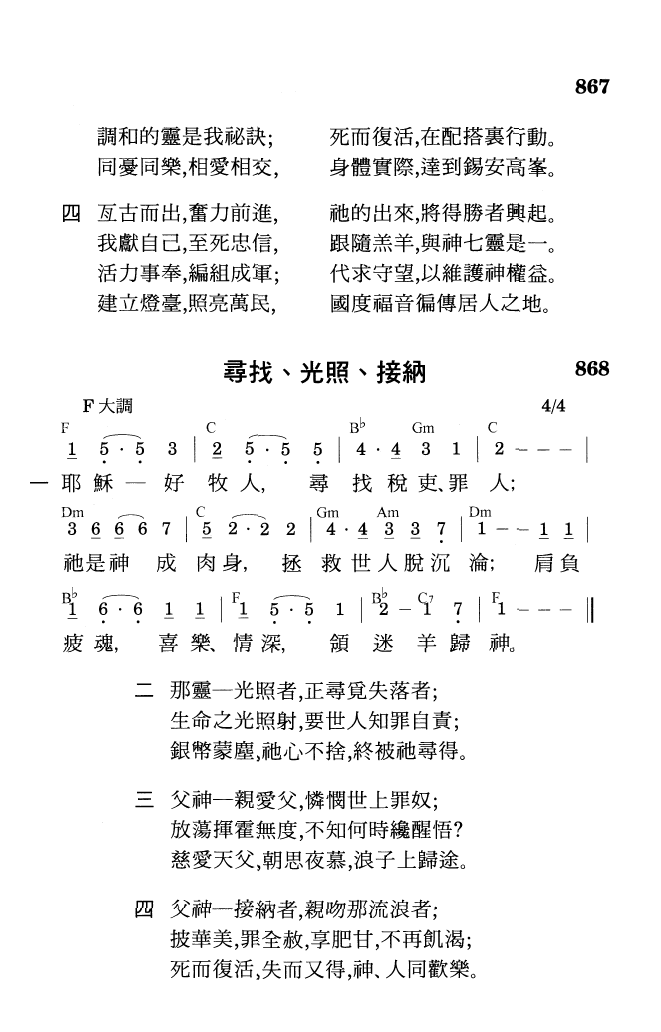 867
調和的靈是我祕訣; 死而復活,在配搭裏行動。
同憂同樂,相愛相交, 身體實際,達到錫安高峯。
四 亙古而出,奮力前進, 祂的出來,將得勝者興起。
我獻自己,至死忠信, 跟隨羔羊,與神七靈是一。
活力事奉,編組成軍; 代求守望,以維護神權益。
建立燈臺,照亮萬民, 國度福音徧傳居人之地。
尋找、光照、接納 868
F 大調 4/4
F C B♭ Gm C
1 5 · 5 3 | 2 5 · 5 5 | 4 · 4 3 1 | 2 - - - |
一 耶 穌 — 好 牧 人, 尋 找 稅 吏、罪 人;
Dm C Gm Am Dm
3 6 6 6 7 | 5 2 · 2 2 | 4 · 4 3 3 7 | 1 - - 1 1 |
祂是神 成 肉 身, 拯 救 世 人 脫 沉 淪; 肩 負
B♭ F B♭ C7 F
1 6 · 6 1 1 | 1 5 · 5 1 | 2 - 1 7 | 1 - - - ||
疲 魂, 喜 樂、情 深, 領 迷 羊 歸 神。
二 那靈—光照者,正尋覓失落者;
生命之光照射,要世人知罪自責;
銀幣蒙塵,祂心不捨,終被祂尋得。
三 父神—親愛父,憐憫世上罪奴;
放蕩揮霍無度,不知何時纔醒悟?
慈愛天父,朝思夜慕,浪子上歸途。
四 父神—接納者,親吻那流浪者;
披華美,罪全赦,享肥甘,不再飢渴;
死而復活,失而又得,神、人同歡樂。